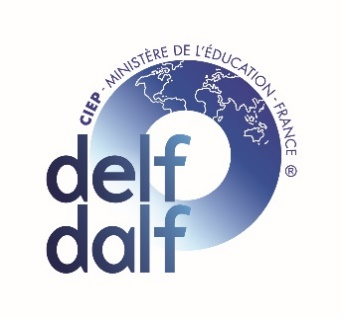 CIEP - MINISTÈRE DE L'ÉDUCATION - FRANCE ®
delf
dalf